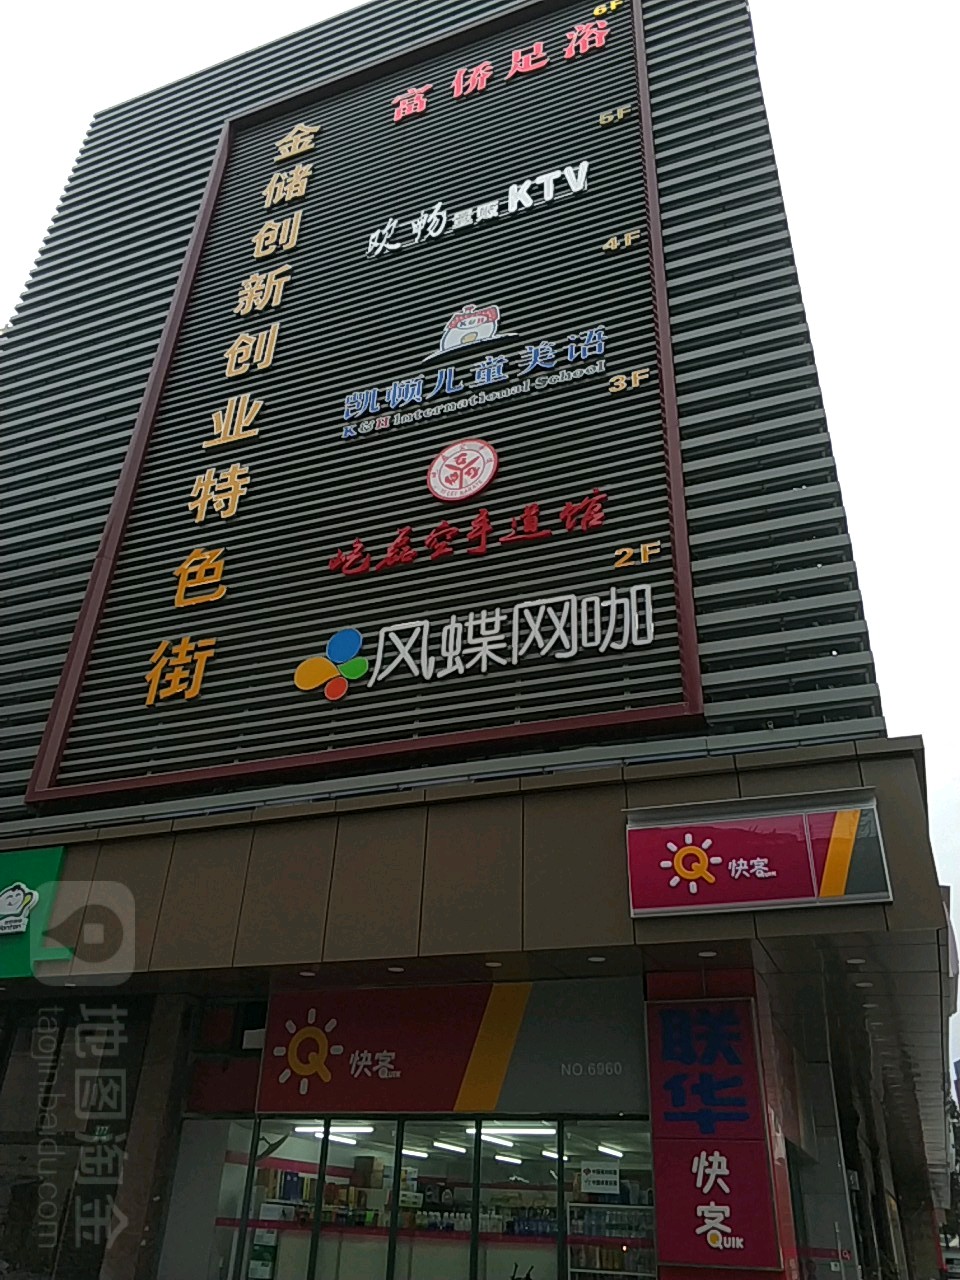 6F
富侨足浴
5F
欢畅量贩KTV
4F
凯顿儿童美语
K&H International School
3F
屹磊空手道馆
2F
风蝶网咖
金储创新创业特色街
快客
QUIK
快客
QUIK
NO.6960
联华
快客
QUIK
地图淘金
taojin.baidu.com